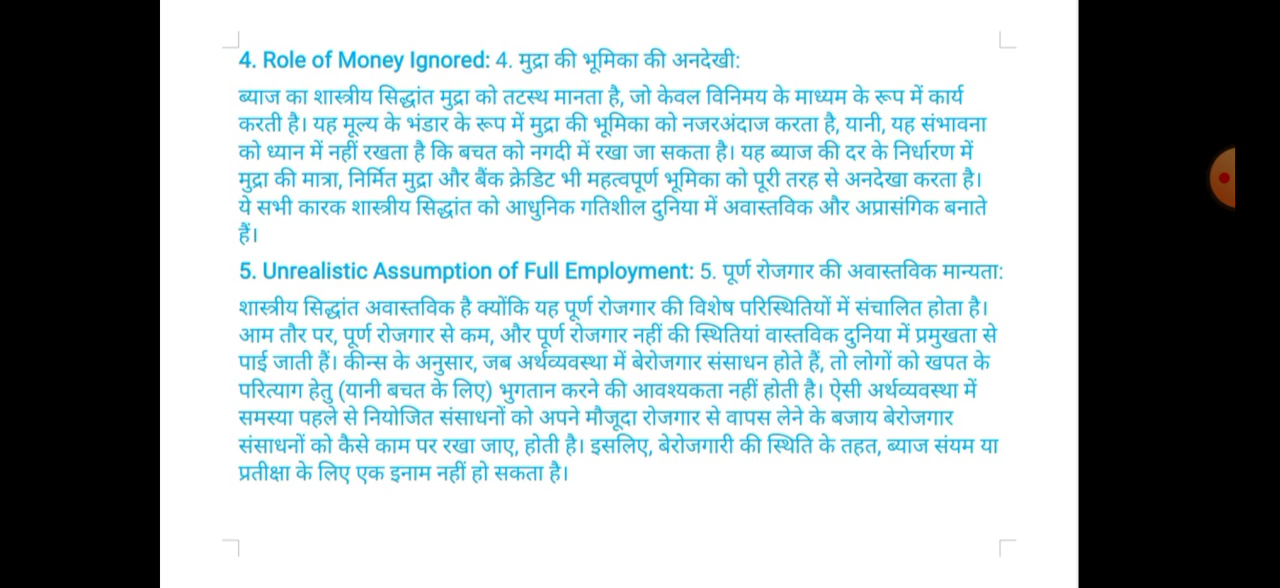 4. Role of Money Ignored: 4. मुद्रा की भूमिका की अनदेखी:
ब्याज का शास्त्रीय सिद्धांत मुद्रा को तटस्थ मानता है, जो केवल विनिमय के माध्यम के रूप में कार्य
करती है। यह मूल्य के भंडार के रूप में मुद्रा की भूमिका को नजरअंदाज करता है, यानी, यह संभावना
को ध्यान में नहीं रखता है कि बचत को नगदी में रखा जा सकता है। यह ब्याज की दर के निर्धारण में
मुद्रा की मात्रा, निर्मित मुद्रा और बैंक क्रेडिट भी महत्वपूर्ण भूमिका को पूरी तरह से अनदेखा करता है।
ये सभी कारक शास्त्रीय सिद्धांत को आधुनिक गतिशील दुनिया में अवास्तविक और अप्रासंगिक बनाते
हैं।
5. Unrealistic Assumption of Full Employment: 5. पूर्ण रोजगार की अवास्तविक मान्यता:
शास्त्रीय सिद्धांत अवास्तविक है क्योंकि यह पूर्ण रोजगार की विशेष परिस्थितियों में संचालित होता है।
आम तौर पर, पूर्ण रोजगार से कम, और पूर्ण रोजगार नहीं की स्थितियां वास्तविक दुनिया में प्रमुखता से
पाई जाती हैं। कीन्स के अनुसार, जब अर्थव्यवस्था में बेरोजगार संसाधन होते हैं, तो लोगों को खपत के
परित्याग हेतु (यानी बचत के लिए) भुगतान करने की आवश्यकता नहीं होती है। ऐसी अर्थव्यवस्था में
समस्या पहले से नियोजित संसाधनों को अपने मौजूदा रोजगार से वापस लेने के बजाय बेरोजगार
संसाधनों को कैसे काम पर रखा जाए, होती है। इसलिए, बेरोजगारी की स्थिति के तहत, ब्याज संयम या
प्रतीक्षा के लिए एक इनाम नहीं हो सकता है।